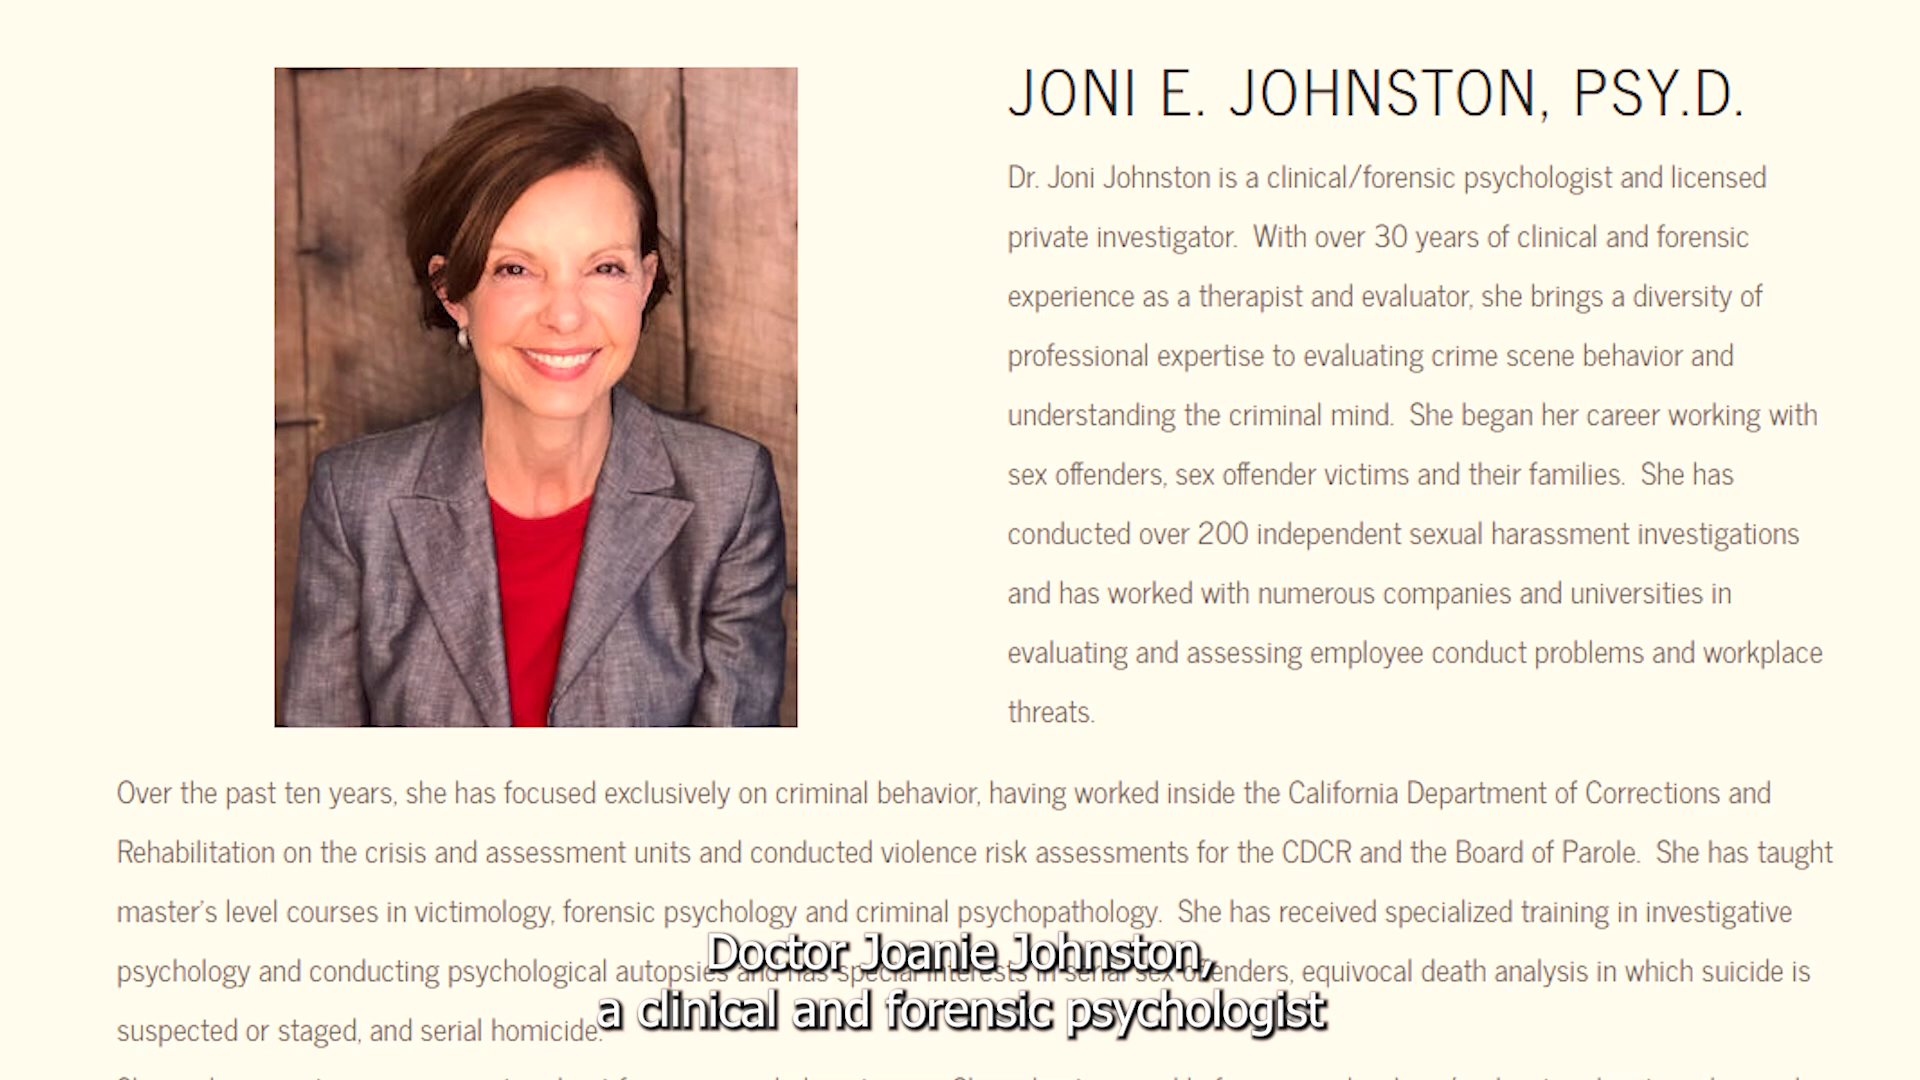 JONI E. JOHNSTON, PSY.D.
Dr. Joni Johnston is a clinical/forensic psychologist and licensed
private investigator. With over 30 years of clinical and forensic
experience as a therapist and evaluator, she brings a diversity of
professional expertise to evaluating crime scene behavior and
understanding the criminal mind. She began her career working with
sex offenders, sex offender victims and their families. She has
conducted over 200 independent sexual harassment investigations
and has worked with numerous companies and universities in
evaluating and assessing employee conduct problems and workplace
threats.
Over the past ten years, she has focused exclusively on criminal behavior, having worked inside the California Department of Corrections and
Rehabilitation on the crisis and assessment units and conducted violence risk assessments for the CDCR and the Board of Parole. She has taught
master's level courses in victimology, forensic psychology and criminal psychopathology. She has received specialized training in investigative
psychology and conducting psychological autopsies and has special interests in serial sex offenders, equivocal death analysis in which suicide is
suspected or staged, and serial homicide.
Doctor Joanie Johnston,
a clinical and forensic psychologist